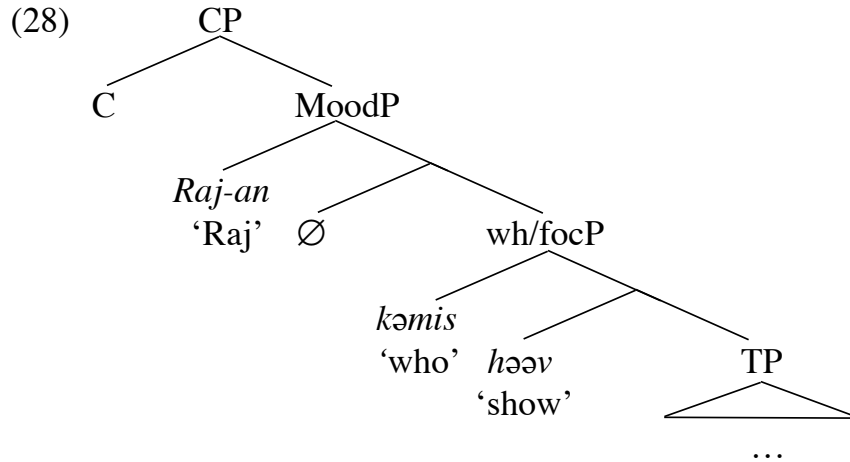 (28) CP
C MoodP
Raj-an
‘Raj’ ∅ wh/focP
kəmis
‘who’ həəv TP
‘show’
…